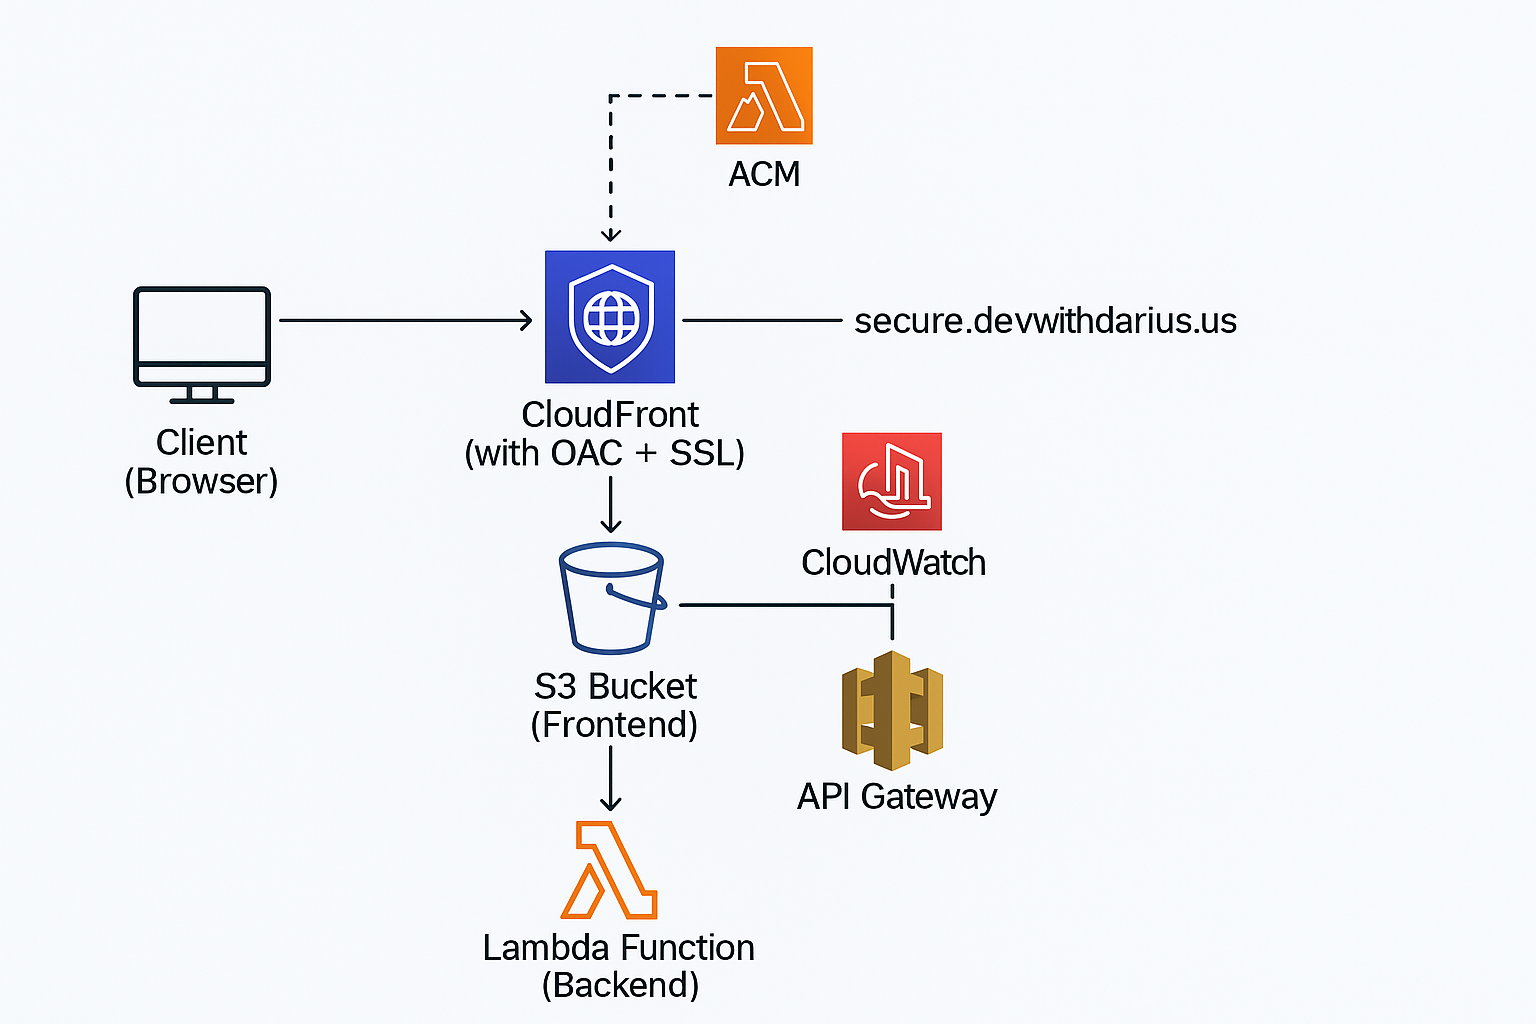 ACM
secure.devwithdarius.us
Client
(Browser)
CloudFront
(with OAC + SSL)
CloudWatch
S3 Bucket
(Frontend)
API Gateway
Lambda Function
(Backend)